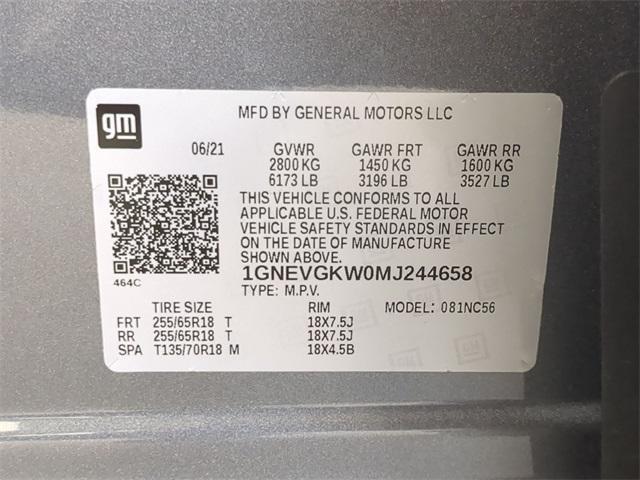 gm
MFD BY GENERAL MOTORS LLC
06/21 GVWR GAWR FRT GAWR RR
2800 KG 1450 KG 1600 KG
6173 LB 3196 LB 3527 LB
THIS VEHICLE CONFORMS TO ALL
APPLICABLE U.S. FEDERAL MOTOR
VEHICLE SAFETY STANDARDS IN EFFECT
ON THE DATE OF MANUFACTURE
SHOWN ABOVE.
464C
1GNEVGKW0MJ244658
TYPE: M.P.V.
TIRE SIZE RIM MODEL: 081NC56
FRT 255/65R18 T 18X7.5J
RR 255/65R18 T 18X7.5J
SPA T135/70R18 M 18X4.5B